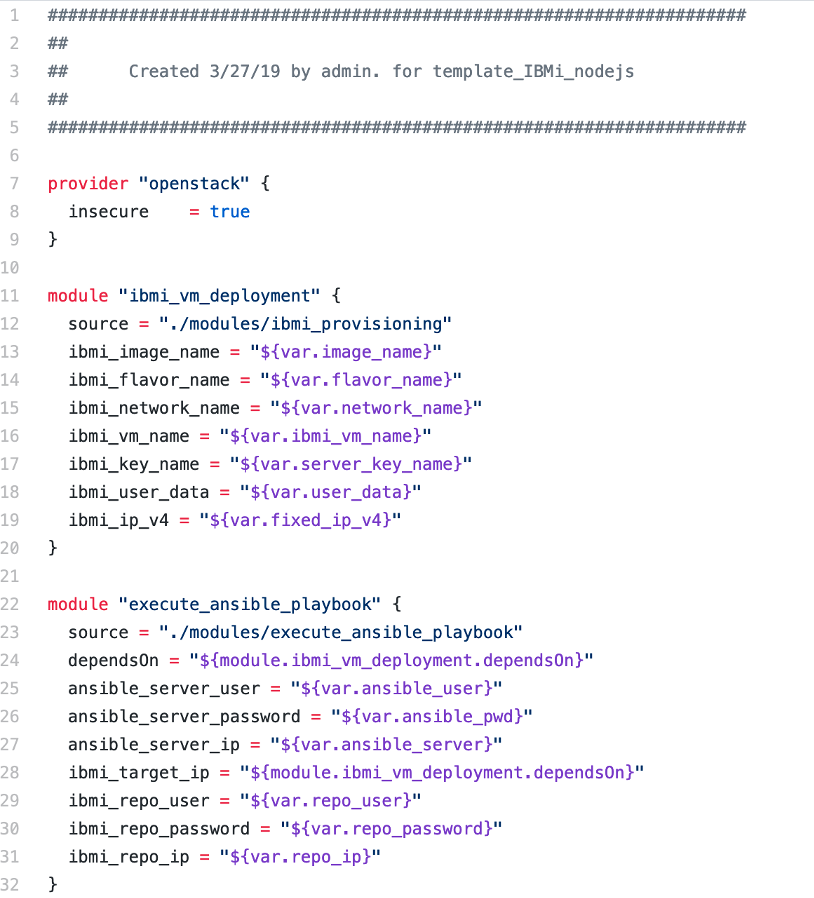 1 #####################################################################
2 ##
3 ## Created 3/27/19 by admin. for template_IBMi_nodejs
4 ##
5 #####################################################################
6
7 provider "openstack" {
8   insecure    = true
9 }
10
11 module "ibmi_vm_deployment" {
12   source = "./modules/ibmi_provisioning"
13   ibmi_image_name = "${var.image_name}"
14   ibmi_flavor_name = "${var.flavor_name}"
15   ibmi_network_name = "${var.network_name}"
16   ibmi_vm_name = "${var.ibmi_vm_name}"
17   ibmi_key_name = "${var.server_key_name}"
18   ibmi_user_data = "${var.user_data}"
19   ibmi_ip_v4 = "${var.fixed_ip_v4}"
20 }
21
22 module "execute_ansible_playbook" {
23   source = "./modules/execute_ansible_playbook"
24   dependsOn = "${module.ibmi_vm_deployment.dependsOn}"
25   ansible_server_user = "${var.ansible_user}"
26   ansible_server_password = "${var.ansible_pwd}"
27   ansible_server_ip = "${var.ansible_server}"
28   ibmi_target_ip = "${module.ibmi_vm_deployment.dependsOn}"
29   ibmi_repo_user = "${var.repo_user}"
30   ibmi_repo_password = "${var.repo_password}"
31   ibmi_repo_ip = "${var.repo_ip}"
32 }